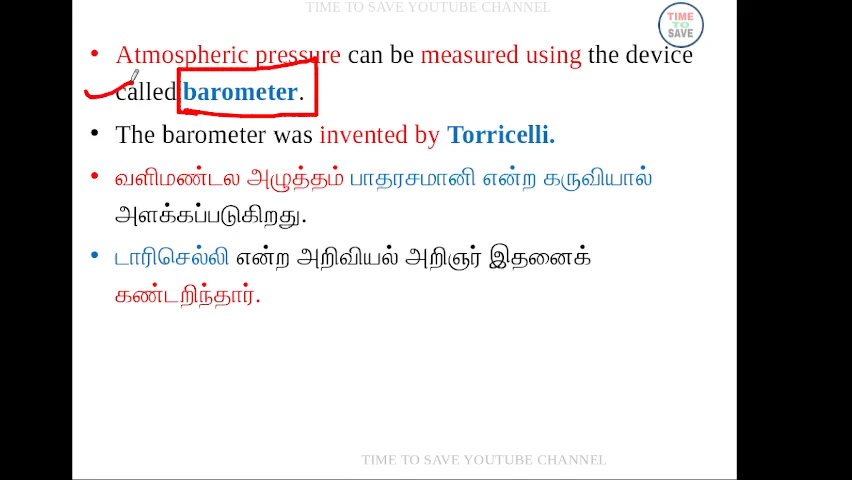 TIME TO SAVE YOUTUBE CHANNEL
TIME
TO
SAVE
• Atmospheric pressure can be measured using the device
called barometer.
• The barometer was invented by Torricelli.
• வளிமண்டல அழுத்தம் பாதரசமானி என்ற கருவியால்
அளக்கப்படுகிறது.
• டாரிசெல்லி என்ற அறிவியல் அறிஞர் இதனைக்
கண்டறிந்தார்.
TIME TO SAVE YOUTUBE CHANNEL